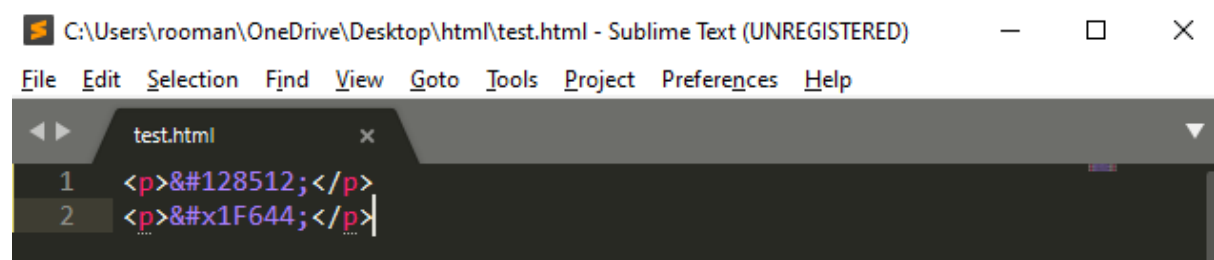 C:\Users\rooman\OneDrive\Desktop\html\test.html - Sublime Text (UNREGISTERED)
File Edit Selection Find View Goto Tools Project Preferences Help
test.html
1 <p>&#128512;</p>
2 <p>&#x1F644;</p>